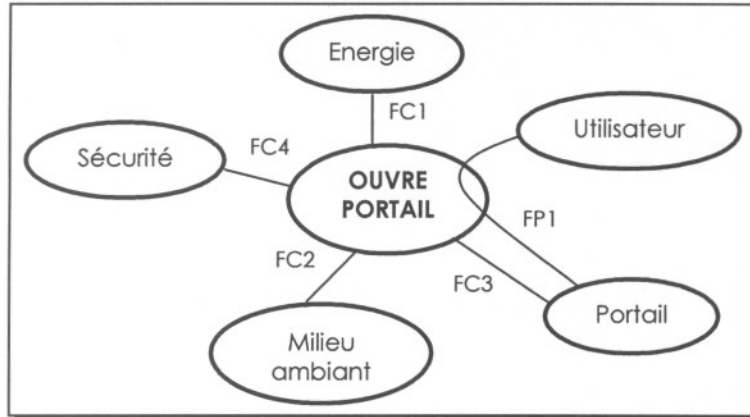 Energie
FC1
Utilisateur
Sécurité
FC4
OUVRE
PORTAIL
FP1
FC2
FC3
Portail
Milieu
ambiant